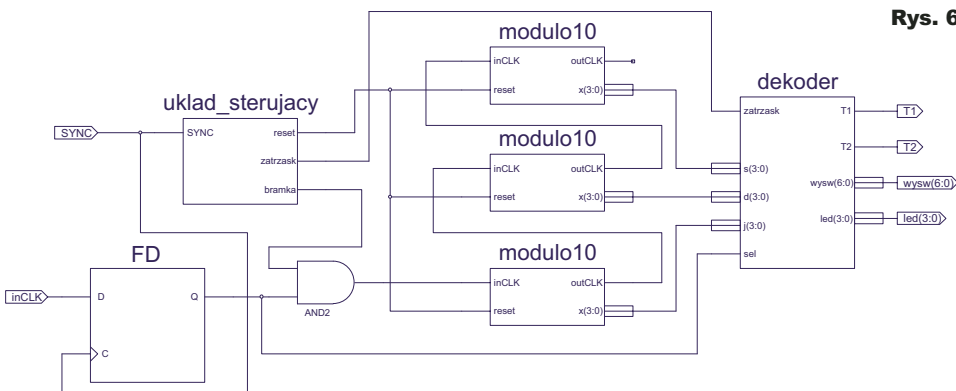 Rys. 6
modulo10
inCLK outCLK
reset x(3:0)
uklad_sterujacy
SYNC
SYNC reset
zatrzask
bramka
modulo10
inCLK outCLK
reset x(3:0)
dekoder
zatrzask T1
T2
s(3:0)
d(3:0) wysw(6:0)
j(3:0) led(3:0)
sel
T1
T2
wysw(6:0)
led(3:0)
FD
inCLK
D Q
C
AND2
modulo10
inCLK outCLK
reset x(3:0)